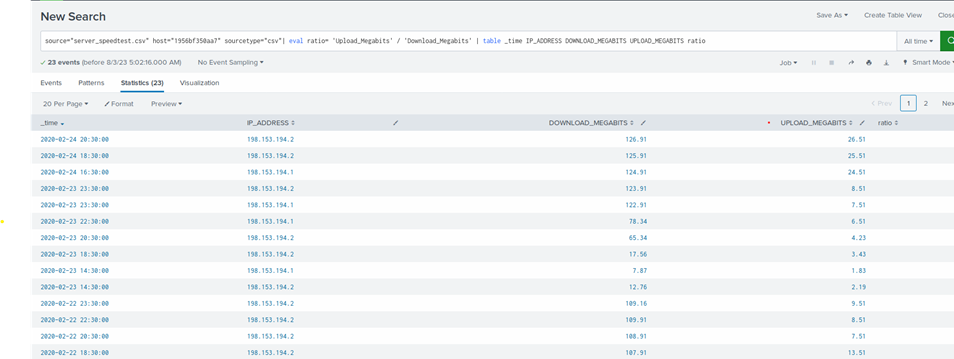 New Search
Save As Create Table View Close
source="server_speedtest.csv" host="1956bf350aa7" sourcetype="csv"| eval ratio= 'Upload_Megabits' / 'Download_Megabits' | table _time IP_ADDRESS DOWNLOAD_MEGABITS UPLOAD_MEGABITS ratio
All time
23 events (before 8/3/23 5:02:16.000 AM) No Event Sampling
Job Smart Mode
Events Patterns Statistics (23) Visualization
20 Per Page Format Preview
Prev 1 2 Nex
_time IP_ADDRESS DOWNLOAD_MEGABITS UPLOAD_MEGABITS ratio
2020-02-24 20:30:00 198.153.194.2 126.91 26.51
2020-02-24 18:30:00 198.153.194.2 125.91 25.51
2020-02-24 16:30:00 198.153.194.1 124.91 24.51
2020-02-23 23:30:00 198.153.194.2 123.91 8.51
2020-02-23 23:30:00 198.153.194.1 122.91 7.51
2020-02-23 22:30:00 198.153.194.1 78.34 6.51
2020-02-23 20:30:00 198.153.194.2 65.34 4.23
2020-02-23 18:30:00 198.153.194.2 17.56 3.43
2020-02-23 14:30:00 198.153.194.1 7.87 1.83
2020-02-23 14:30:00 198.153.194.2 12.76 2.19
2020-02-22 23:30:00 198.153.194.2 109.16 9.51
2020-02-22 22:30:00 198.153.194.2 109.91 8.51
2020-02-22 20:30:00 198.153.194.2 108.91 7.51
2020-02-22 18:30:00 198.153.194.2 107.91 13.51